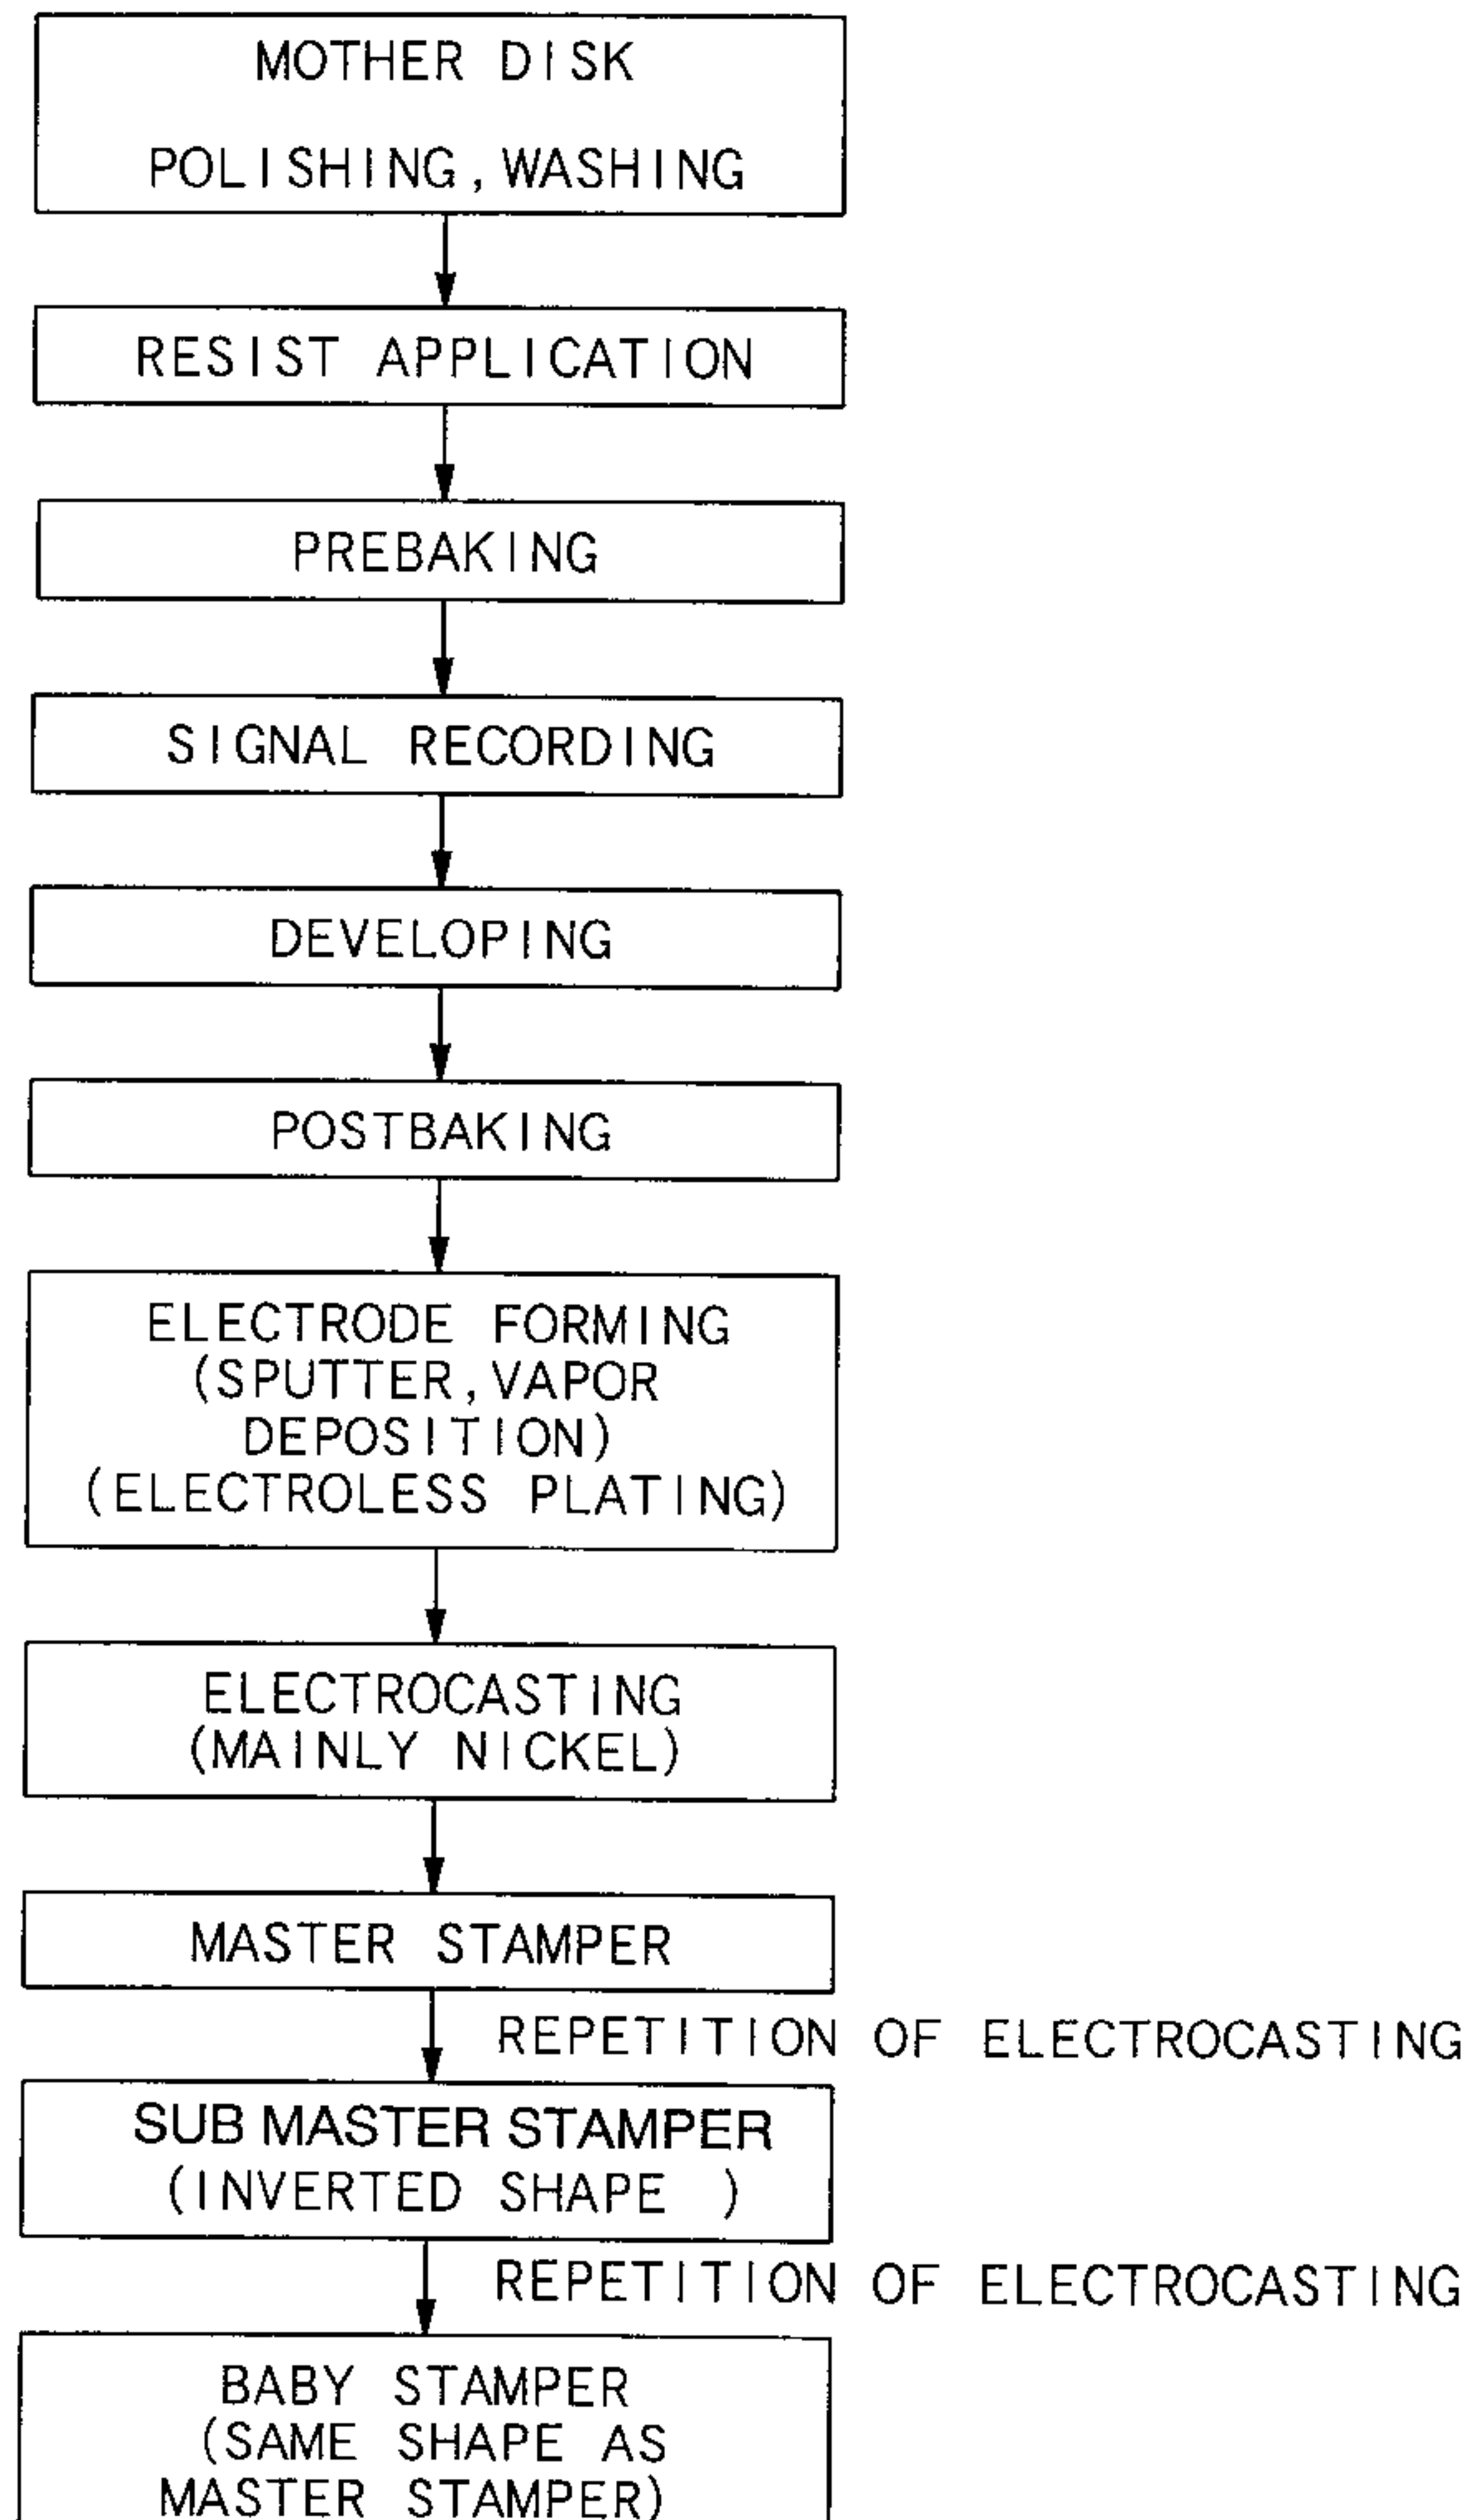 MOTHER DISK
POLISHING, WASHING
RESIST APPLICATION
PREBAKING
SIGNAL RECORDING
DEVELOPING
POSTBAKING
ELECTRODE FORMING
(SPUTTER, VAPOR
DEPOSITION)
(ELECTROLESS PLATING)
ELECTROCASTING
(MAINLY NICKEL)
MASTER STAMPER
REPETITION OF ELECTROCASTING
SUB MASTER STAMPER
(INVERTED SHAPE )
REPETITION OF ELECTROCASTING
BABY STAMPER
(SAME SHAPE AS
MASTER STAMPER)